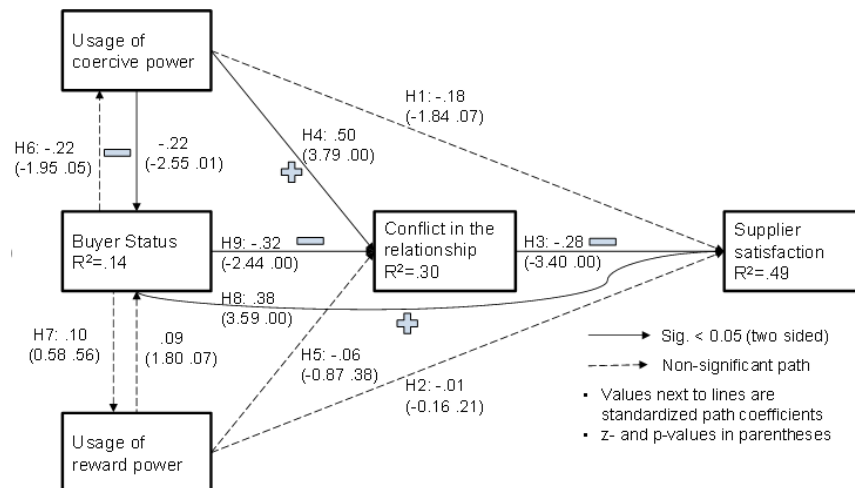 Usage of
coercive power
H1: -.18
(-1.84 .07)
H6: -.22
(-1.95 .05)
-.22
(-2.55 .01)
H4: .50
(3.79 .00)
Buyer Status
R²=.14
H9: -.32
(-2.44 .00)
Conflict in the
relationship
R²=.30
H3: -.28
(-3.40 .00)
Supplier
satisfaction
R²=.49
H8: .38
(3.59 .00)
H7: .10
(0.58 .56)
.09
(1.80 .07)
H5: -.06
(-0.87 .38)
H2: -.01
(-0.16 .21)
Usage of
reward power
Sig. < 0.05 (two sided)
Non-significant path
▪ Values next to lines are
standardized path coefficients
▪ z- and p-values in parentheses